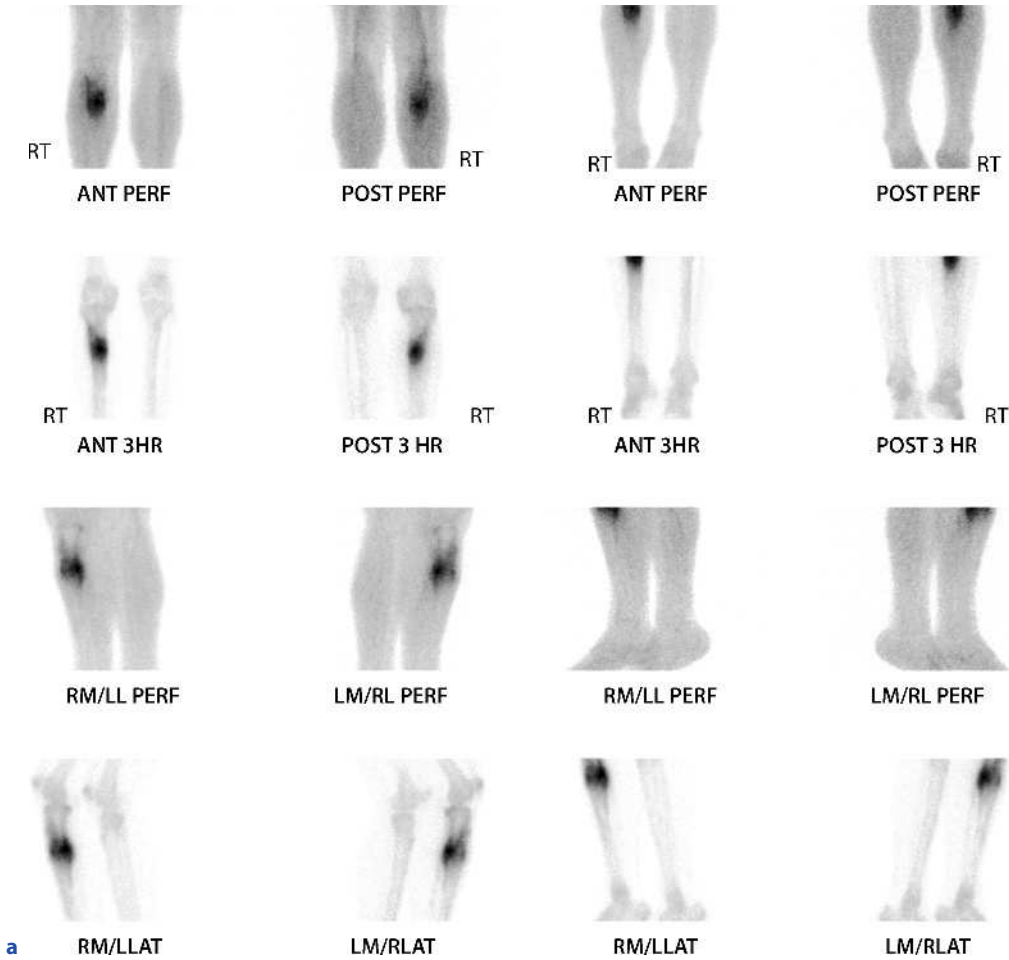 RT RT RT RT
ANT PERF POST PERF ANT PERF POST PERF
RT RT RT RT
ANT 3HR POST 3 HR ANT 3HR POST 3 HR
RM/LL PERF LM/RL PERF RM/LL PERF LM/RL PERF
a RM/LLAT LM/RLAT RM/LLAT LM/RLAT